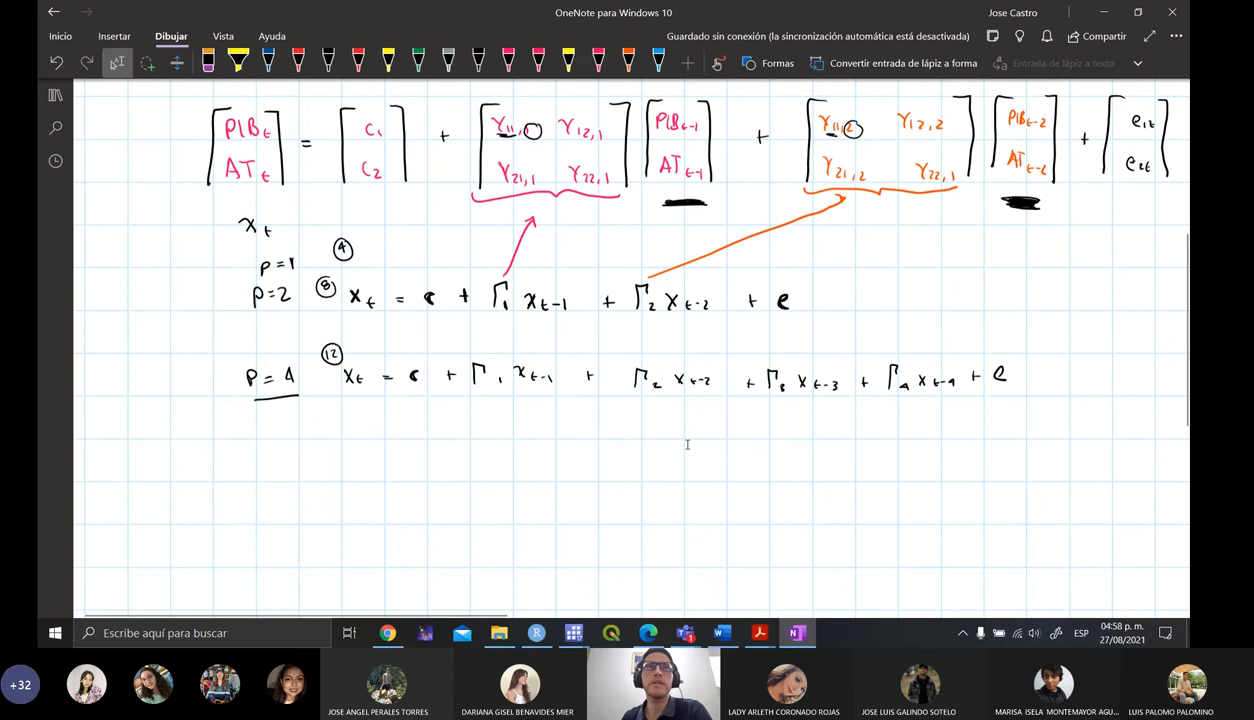 OneNote para Windows 10
Jose Castro
Inicio Insertar Dibujar Vista Ayuda
Guardado sin conexión (la sincronización automática está desactivada)
Compartir
Formas
Convertir entrada de lápiz a forma
Entrada de lápiz a texto
[PIBt] = [C1] + [γ11,1 γ12,1] [PIBt-1] + [γ11,2 γ12,2] [PIBt-2] + [e1t]
[ATt] [C2] [γ21,1 γ22,1] [ATt-1] [γ21,2 γ22,1] [ATt-2] [e2t]
xt
4
p=1
p=2 8 xt = c + Γ1 xt-1 + Γ2 xt-2 + e
12
p=4 xt = c + Γ1 xt-1 + Γ2 xt-2 + Γ3 xt-3 + Γ4 xt-4 + e
Escribe aquí para buscar
ESP
04:58 p. m.
27/08/2021
+32
JOSE ANGEL PERALES TORRES
DARIANA GISEL BENAVIDES MIER
LADY ARLETH CORONADO ROJAS
JOSE LUIS GALINDO SOTELO
MARISA ISELA MONTEMAYOR AGU...
LUIS PALOMO PALOMINO